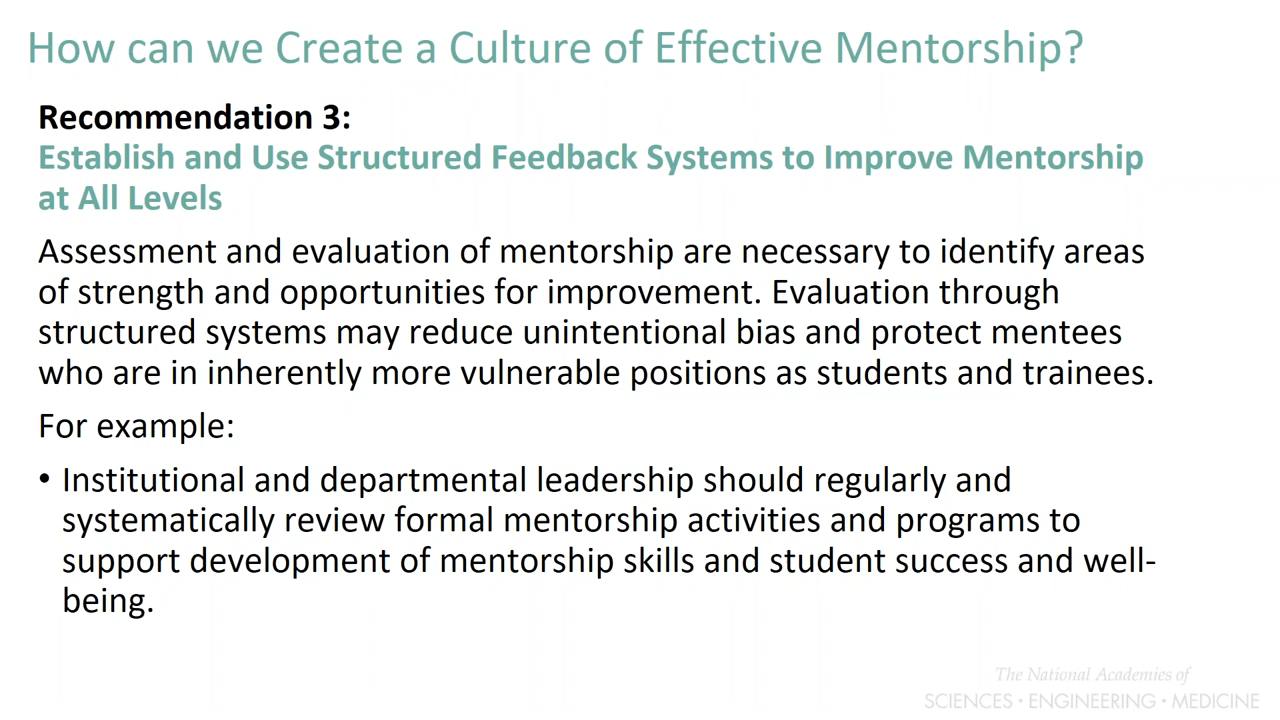 How can we Create a Culture of Effective Mentorship?
Recommendation 3:
Establish and Use Structured Feedback Systems to Improve Mentorship
at All Levels
Assessment and evaluation of mentorship are necessary to identify areas
of strength and opportunities for improvement. Evaluation through
structured systems may reduce unintentional bias and protect mentees
who are in inherently more vulnerable positions as students and trainees.
For example:
• Institutional and departmental leadership should regularly and
systematically review formal mentorship activities and programs to
support development of mentorship skills and student success and well-
being.
The National Academies of
SCIENCES · ENGINEERING · MEDICINE